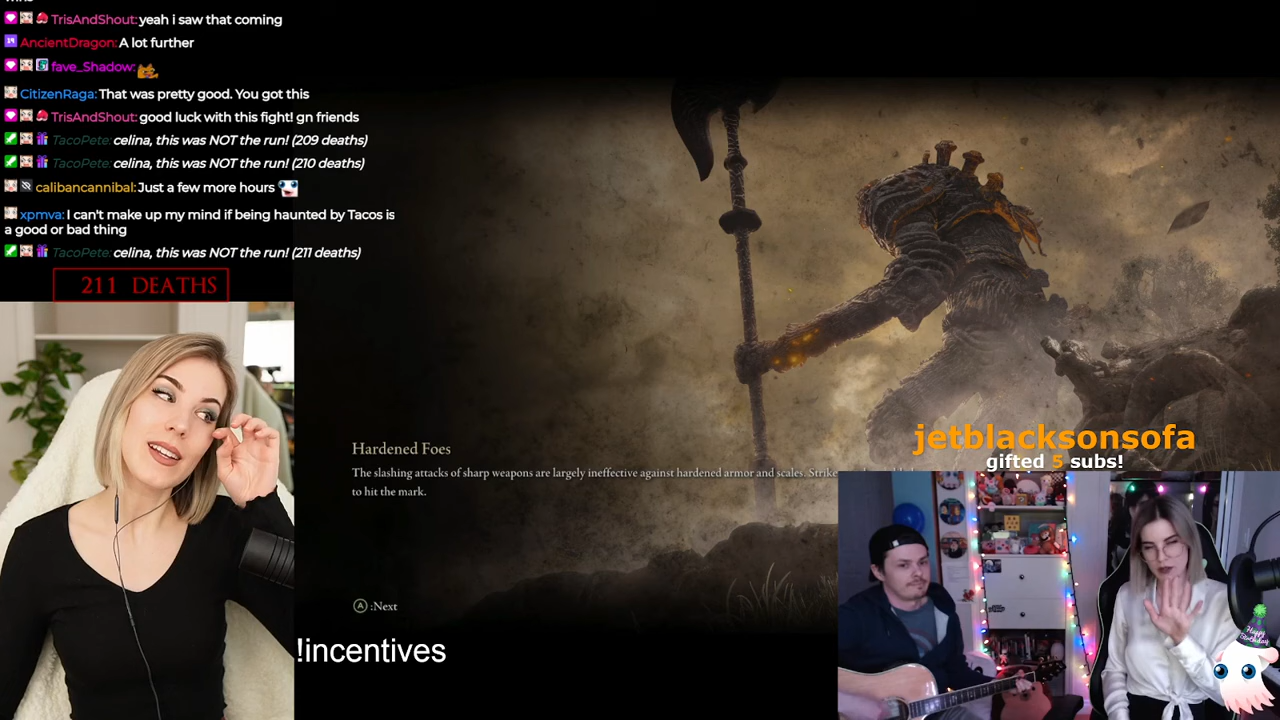 TrisAndShout: yeah i saw that coming
AncientDragon: A lot further
fave_Shadow:
CitizenRaga: That was pretty good. You got this
TrisAndShout: good luck with this fight! gn friends
TacoPete: celina, this was NOT the run! (209 deaths)
TacoPete: celina, this was NOT the run! (210 deaths)
calibancannibal: Just a few more hours
xpmva: I can't make up my mind if being haunted by Tacos is
a good or bad thing
TacoPete: celina, this was NOT the run! (211 deaths)
211 DEATHS
Hardened Foes
The slashing attacks of sharp weapons are largely ineffective against hardened armor and scales. Strike
to hit the mark.
A :Next
!incentives
jetblacksonsofa
gifted 5 subs!
Happy
Birthday